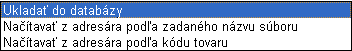 Ukladať do databázy
Načítavať z adresára podľa zadaného názvu súboru
Načítavať z adresára podľa kódu tovaru